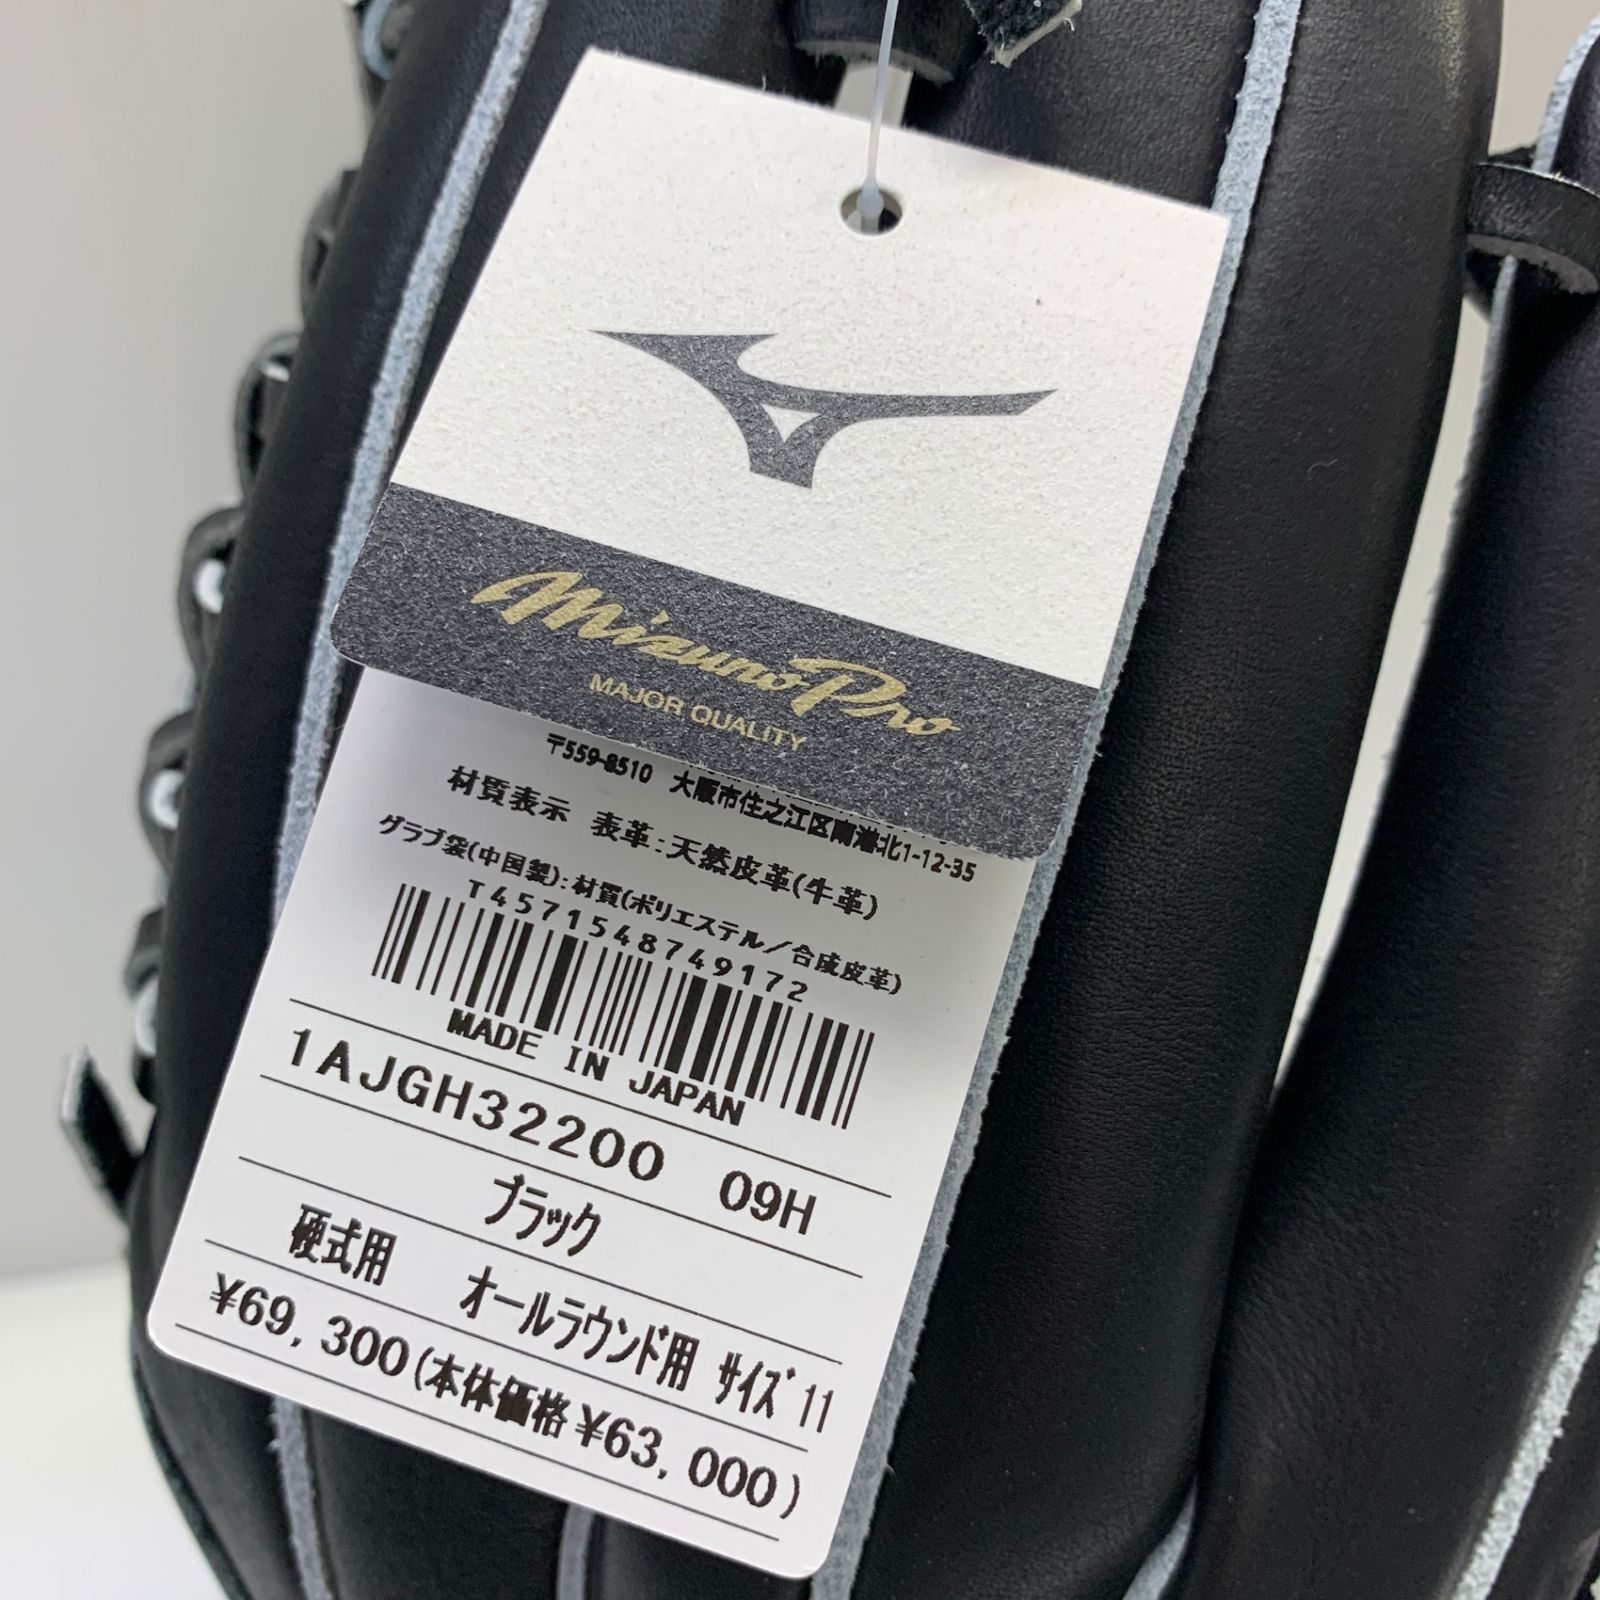 Mizuno Pro
MAJOR QUALITY
〒559-8510 大阪市住之江区南港北1-12-35
材質表示 表革:天然皮革(牛革)
グラブ袋(中国製):材質(ポリエステル/合成皮革)
T4571548749172
MADE IN JAPAN
1AJGH32200 09H
ブラック
硬式用 オールラウンド用 サイズ11
¥69,300(本体価格¥63,000)